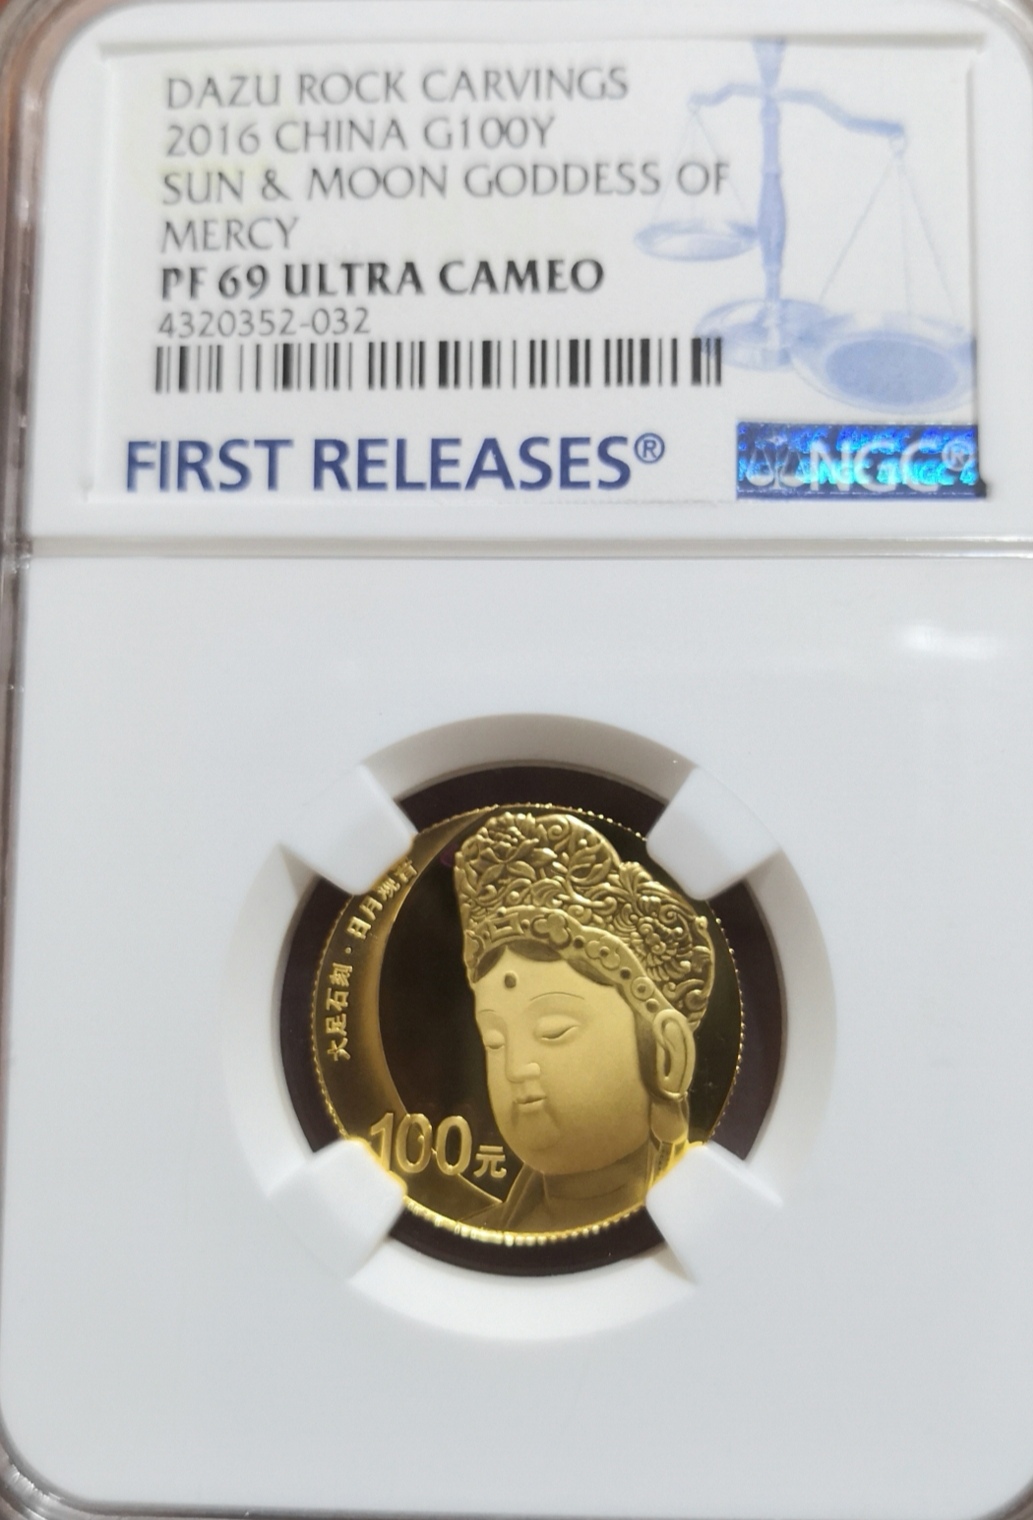 DAZU ROCK CARVINGS
2016 CHINA G100Y
SUN & MOON GODDESS OF
MERCY
PF 69 ULTRA CAMEO
4320352-032
FIRST RELEASES®
NGC®
大足石刻·日月观音
100元